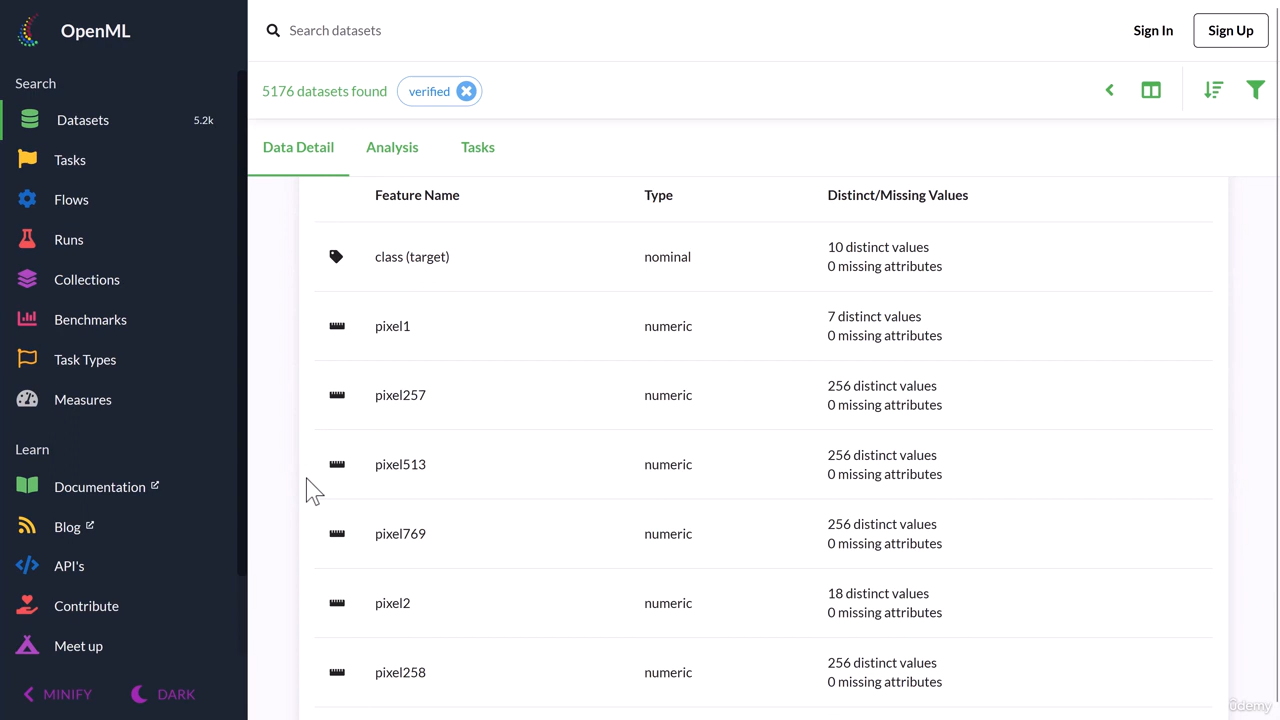 OpenML
Search datasets
Sign In
Sign Up
Search
5176 datasets found
verified
Datasets
5.2k
Tasks
Flows
Runs
Collections
Benchmarks
Task Types
Measures
Learn
Documentation
Blog
API's
Contribute
Meet up
MINIFY
DARK
Data Detail
Analysis
Tasks
Feature Name
Type
Distinct/Missing Values
class (target)
nominal
10 distinct values
0 missing attributes
pixel1
numeric
7 distinct values
0 missing attributes
pixel257
numeric
256 distinct values
0 missing attributes
pixel513
numeric
256 distinct values
0 missing attributes
pixel769
numeric
256 distinct values
0 missing attributes
pixel2
numeric
18 distinct values
0 missing attributes
pixel258
numeric
256 distinct values
0 missing attributes
ûdemy